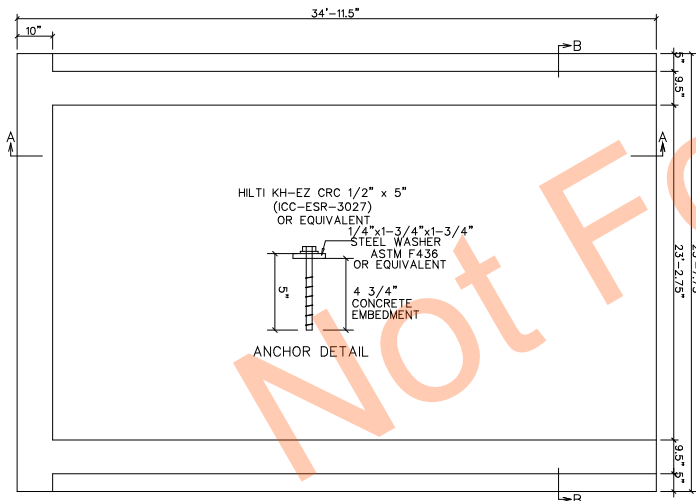 34'-11.5"
10"
B
5"
9.5"
A
A
HILTI KH-EZ CRC 1/2" x 5"
(ICC-ESR-3027)
OR EQUIVALENT
1/4"x1-3/4"x1-3/4"
STEEL WASHER
ASTM F436
OR EQUIVALENT
5"
4 3/4"
CONCRETE
EMBEDMENT
ANCHOR DETAIL
23'-2.75"
9.5"
5"
B
Not Fo